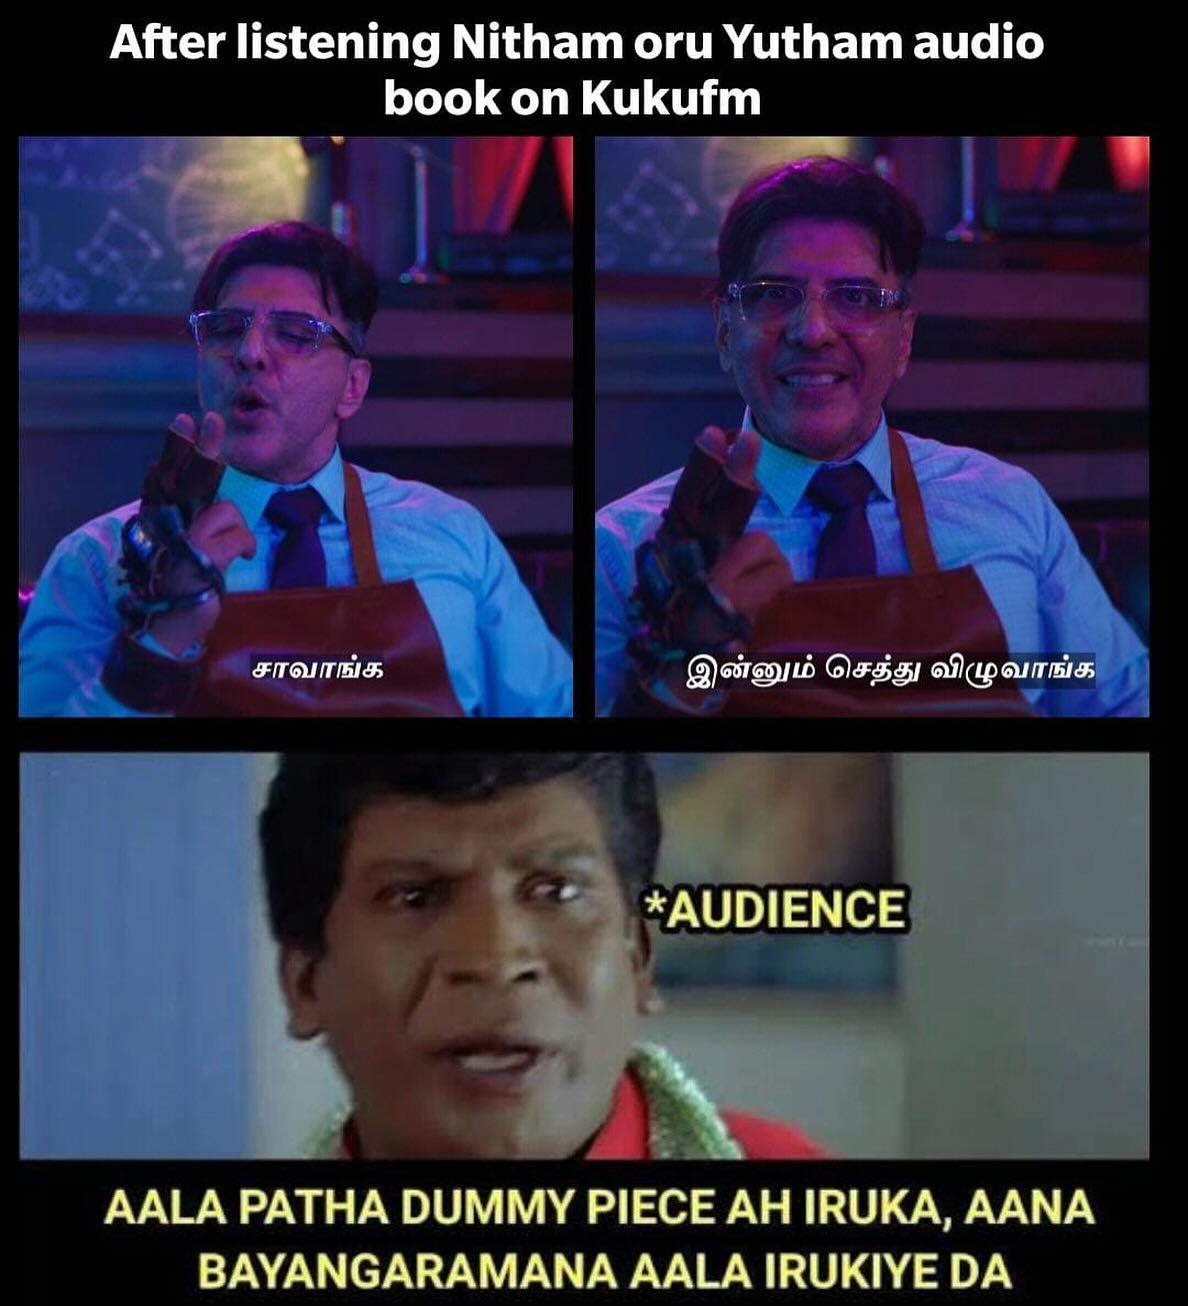 After listening Nitham oru Yutham audio
book on Kukufm
சாவாங்க
இன்னும் செத்து விழுவாங்க
*AUDIENCE
AALA PATHA DUMMY PIECE AH IRUKA, AANA
BAYANGARAMANA AALA IRUKIYE DA